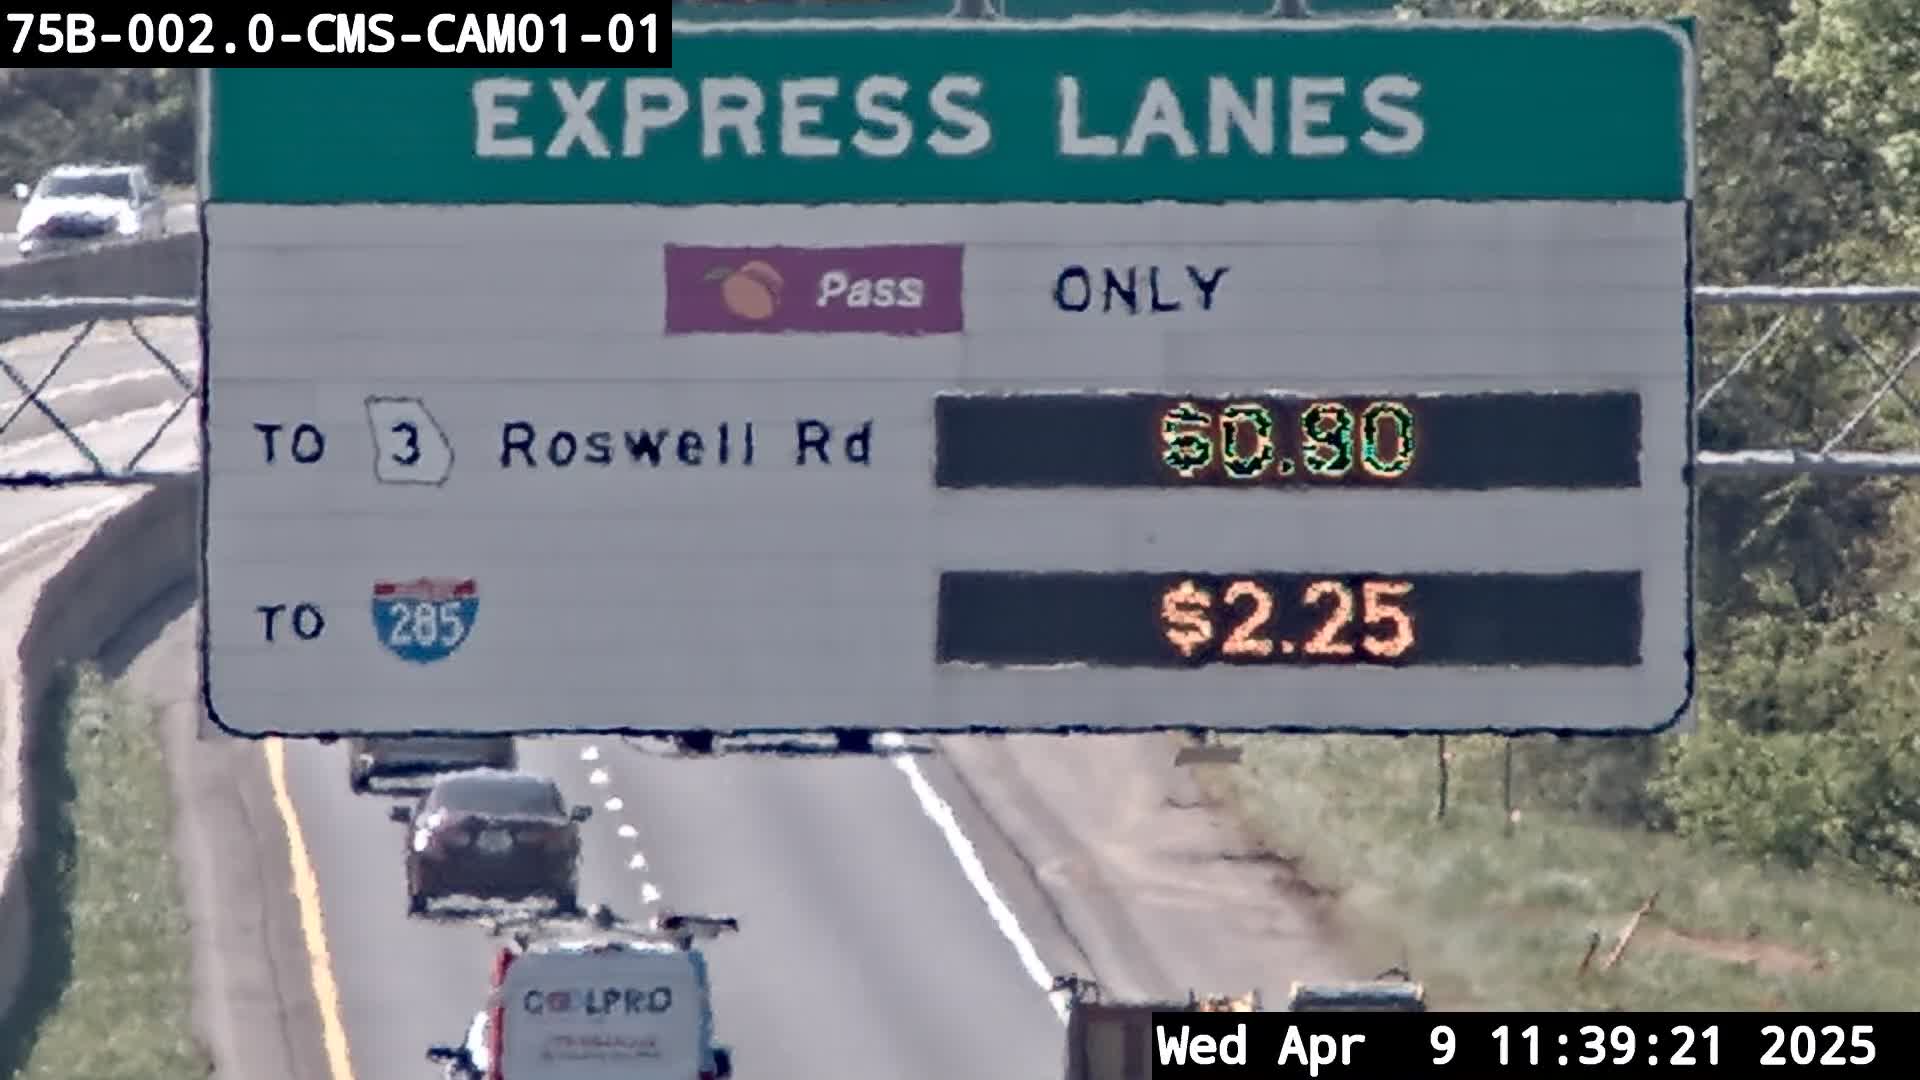 75B-002.0-CMS-CAM01-01
EXPRESS LANES
Pass ONLY
TO 3 Roswell Rd $0.90
TO 285 $2.25
COOLPRO
Wed Apr 9 11:39:21 2025